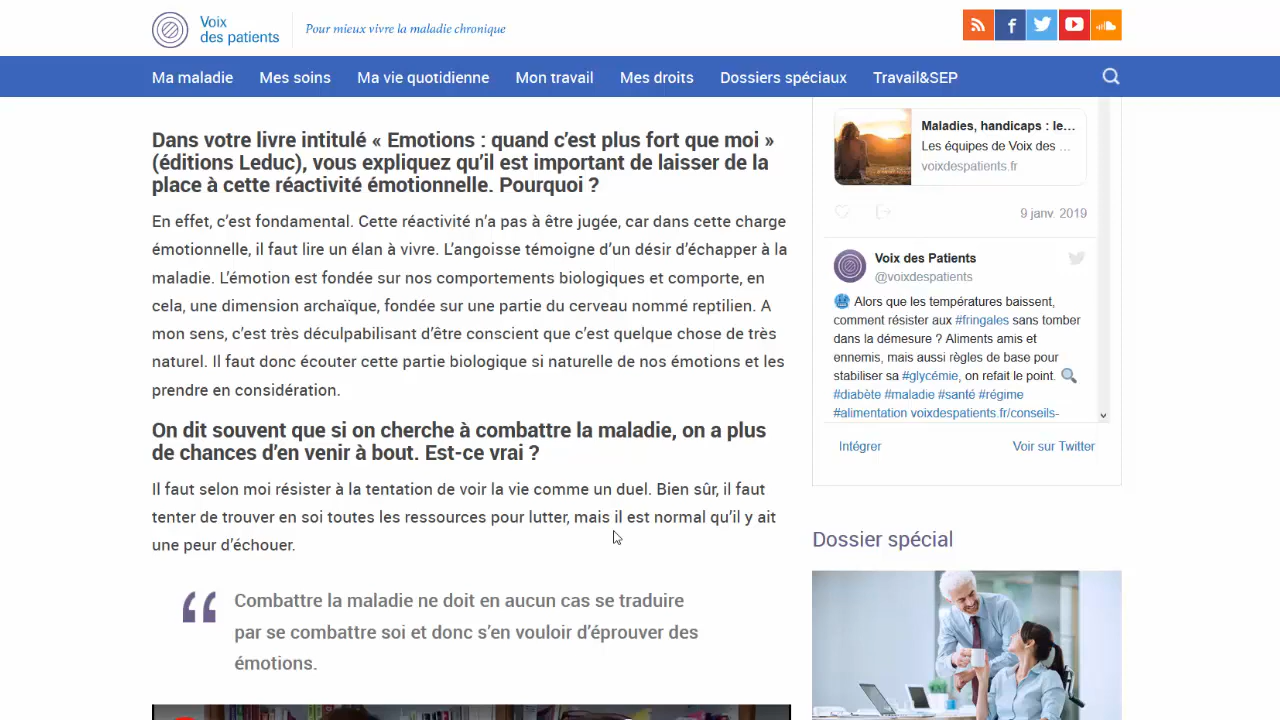 Voix
des patients
Pour mieux vivre la maladie chronique
Ma maladie Mes soins Ma vie quotidienne Mon travail Mes droits Dossiers spéciaux Travail&SEP
Dans votre livre intitulé « Emotions : quand c’est plus fort que moi »
(éditions Leduc), vous expliquez qu’il est important de laisser de la
place à cette réactivité émotionnelle. Pourquoi ?
En effet, c’est fondamental. Cette réactivité n’a pas à être jugée, car dans cette charge
émotionnelle, il faut lire un élan à vivre. L’angoisse témoigne d’un désir d’échapper à la
maladie. L’émotion est fondée sur nos comportements biologiques et comporte, en
cela, une dimension archaïque, fondée sur une partie du cerveau nommé reptilien. A
mon sens, c’est très déculpabilisant d’être conscient que c’est quelque chose de très
naturel. Il faut donc écouter cette partie biologique si naturelle de nos émotions et les
prendre en considération.
On dit souvent que si on cherche à combattre la maladie, on a plus
de chances d’en venir à bout. Est-ce vrai ?
Il faut selon moi résister à la tentation de voir la vie comme un duel. Bien sûr, il faut
tenter de trouver en soi toutes les ressources pour lutter, mais il est normal qu’il y ait
une peur d’échouer.
Combattre la maladie ne doit en aucun cas se traduire
par se combattre soi et donc s’en vouloir d’éprouver des
émotions.
Maladies, handicaps : le...
Les équipes de Voix des ...
voixdespatients.fr
9 janv. 2019
Voix des Patients
@voixdespatients
Alors que les températures baissent,
comment résister aux #fringales sans tomber
dans la démesure ? Aliments amis et
ennemis, mais aussi règles de base pour
stabiliser sa #glycémie, on refait le point.
#diabète #maladie #santé #régime
#alimentation voixdespatients.fr/conseils-
Intégrer Voir sur Twitter
Dossier spécial